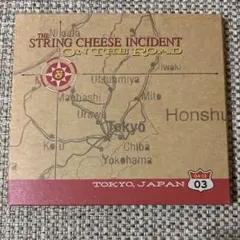 THE
STRING CHEESE INCIDENT
ON THE ROAD
Niigata
Iwaki
Utsunomiya
Maebashi
Mito
Urawa
Honshu
Tokyo
Kofu
Chiba
Yokohama
TOKYO, JAPAN
03